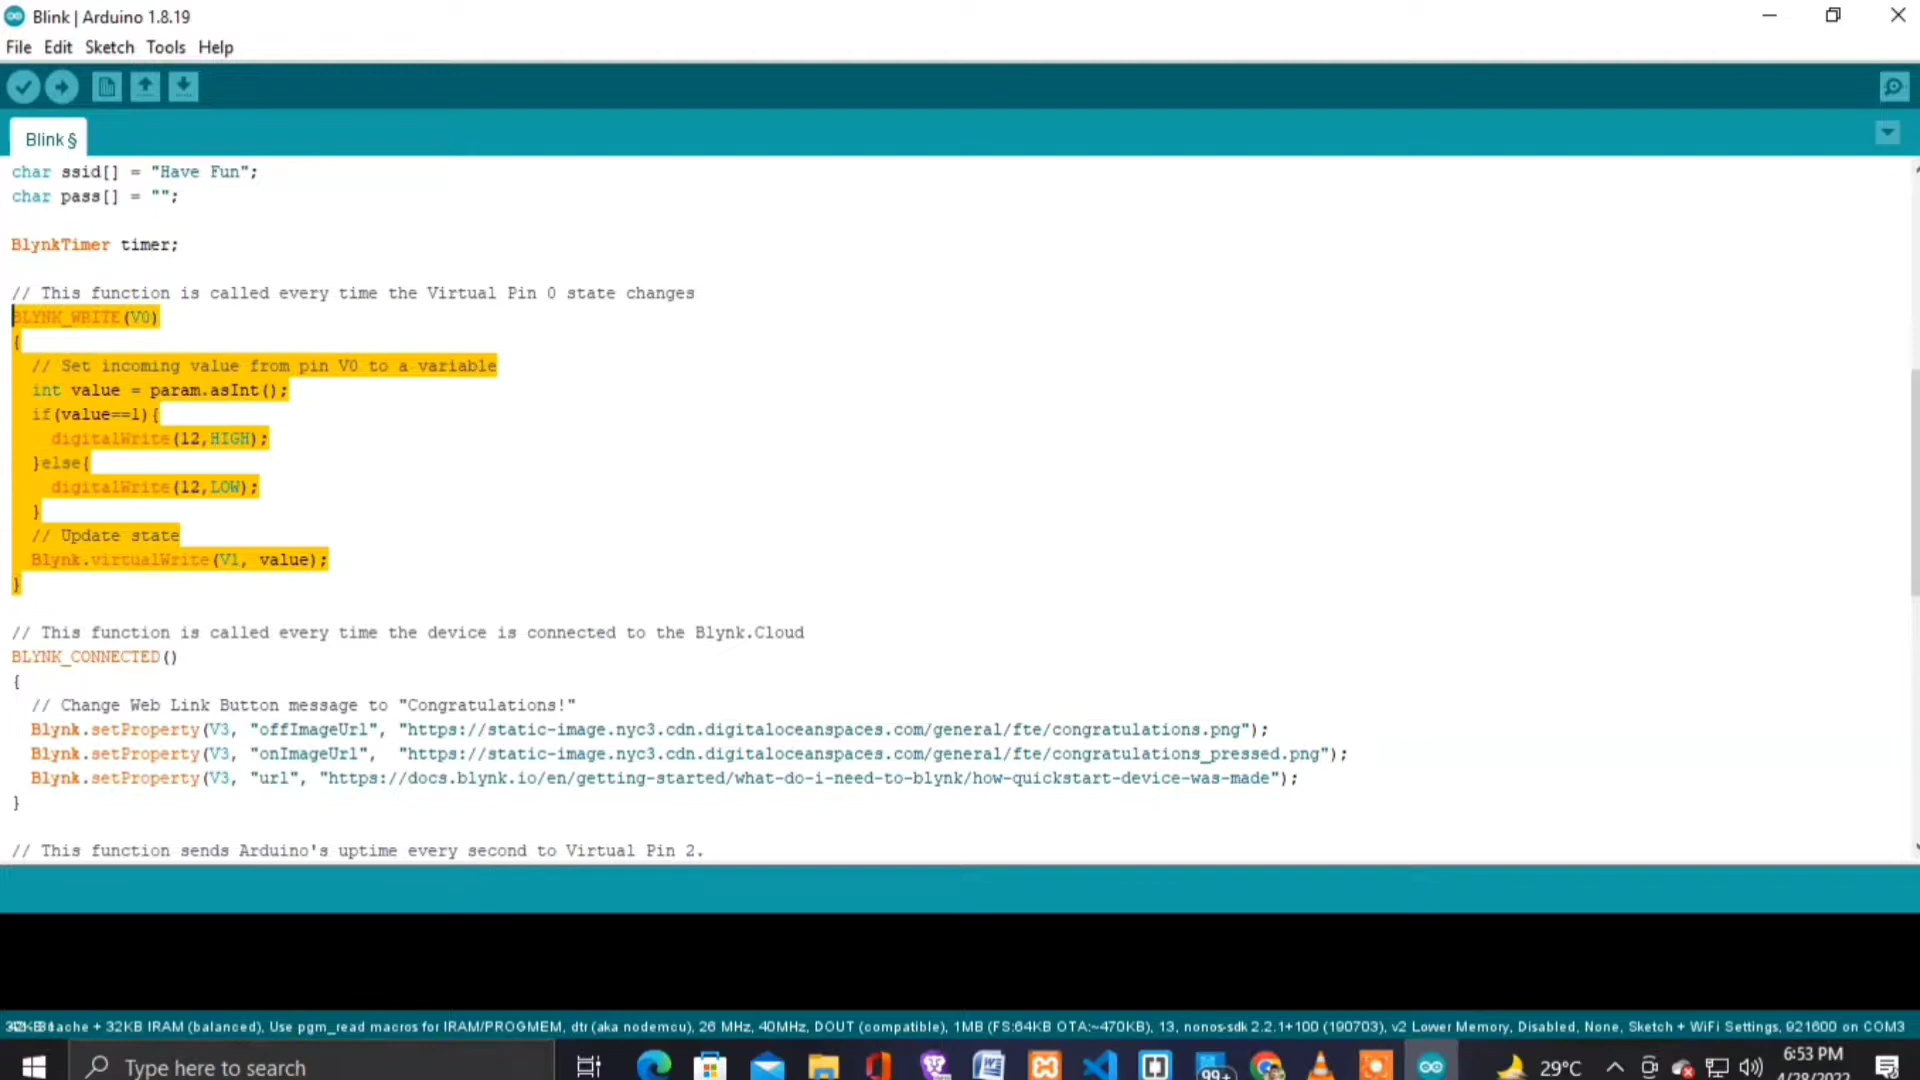 Blink | Arduino 1.8.19
File Edit Sketch Tools Help
Blink §
char ssid[] = "Have Fun";
char pass[] = "";
BlynkTimer timer;
// This function is called every time the Virtual Pin 0 state changes
BLYNK_WRITE(V0)
{
// Set incoming value from pin V0 to a variable
int value = param.asInt();
if(value==1){
digitalWrite(12,HIGH);
}else{
digitalWrite(12,LOW);
}
// Update state
Blynk.virtualWrite(V1, value);
}
// This function is called every time the device is connected to the Blynk.Cloud
BLYNK_CONNECTED()
{
// Change Web Link Button message to "Congratulations!"
Blynk.setProperty(V3, "offImageUrl", "https://static-image.nyc3.cdn.digitaloceanspaces.com/general/fte/congratulations.png");
Blynk.setProperty(V3, "onImageUrl",  "https://static-image.nyc3.cdn.digitaloceanspaces.com/general/fte/congratulations_pressed.png");
Blynk.setProperty(V3, "url", "https://docs.blynk.io/en/getting-started/what-do-i-need-to-blynk/how-quickstart-device-was-made");
}
// This function sends Arduino's uptime every second to Virtual Pin 2.
+ 32KB IRAM (balanced), Use pgm_read macros for IRAM/PROGMEM, dtr (aka nodemcu), 26 MHz, 40MHz, DOUT (compatible), 1MB (FS:64KB OTA:~470KB), 13, nonos-sdk 2.2.1+100 (190703), v2 Lower Memory, Disabled, None, Sketch + WiFi Settings, 921600 on COM3
Type here to search
99+
29°C
6:53 PM
4/28/2022